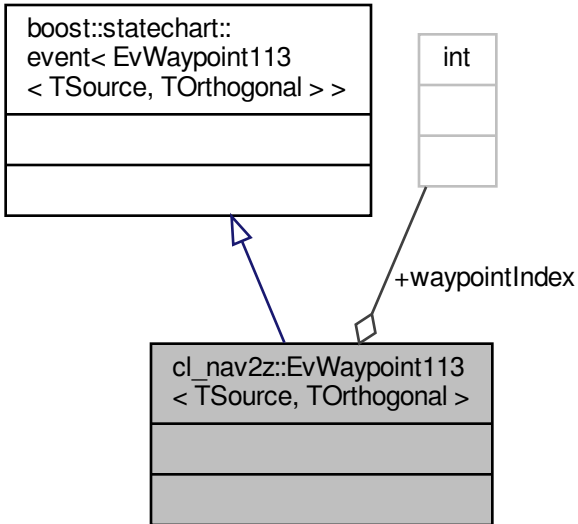 boost::statechart::
event< EvWaypoint113
< TSource, TOrthogonal > >
int
+waypointIndex
cl_nav2z::EvWaypoint113
< TSource, TOrthogonal >